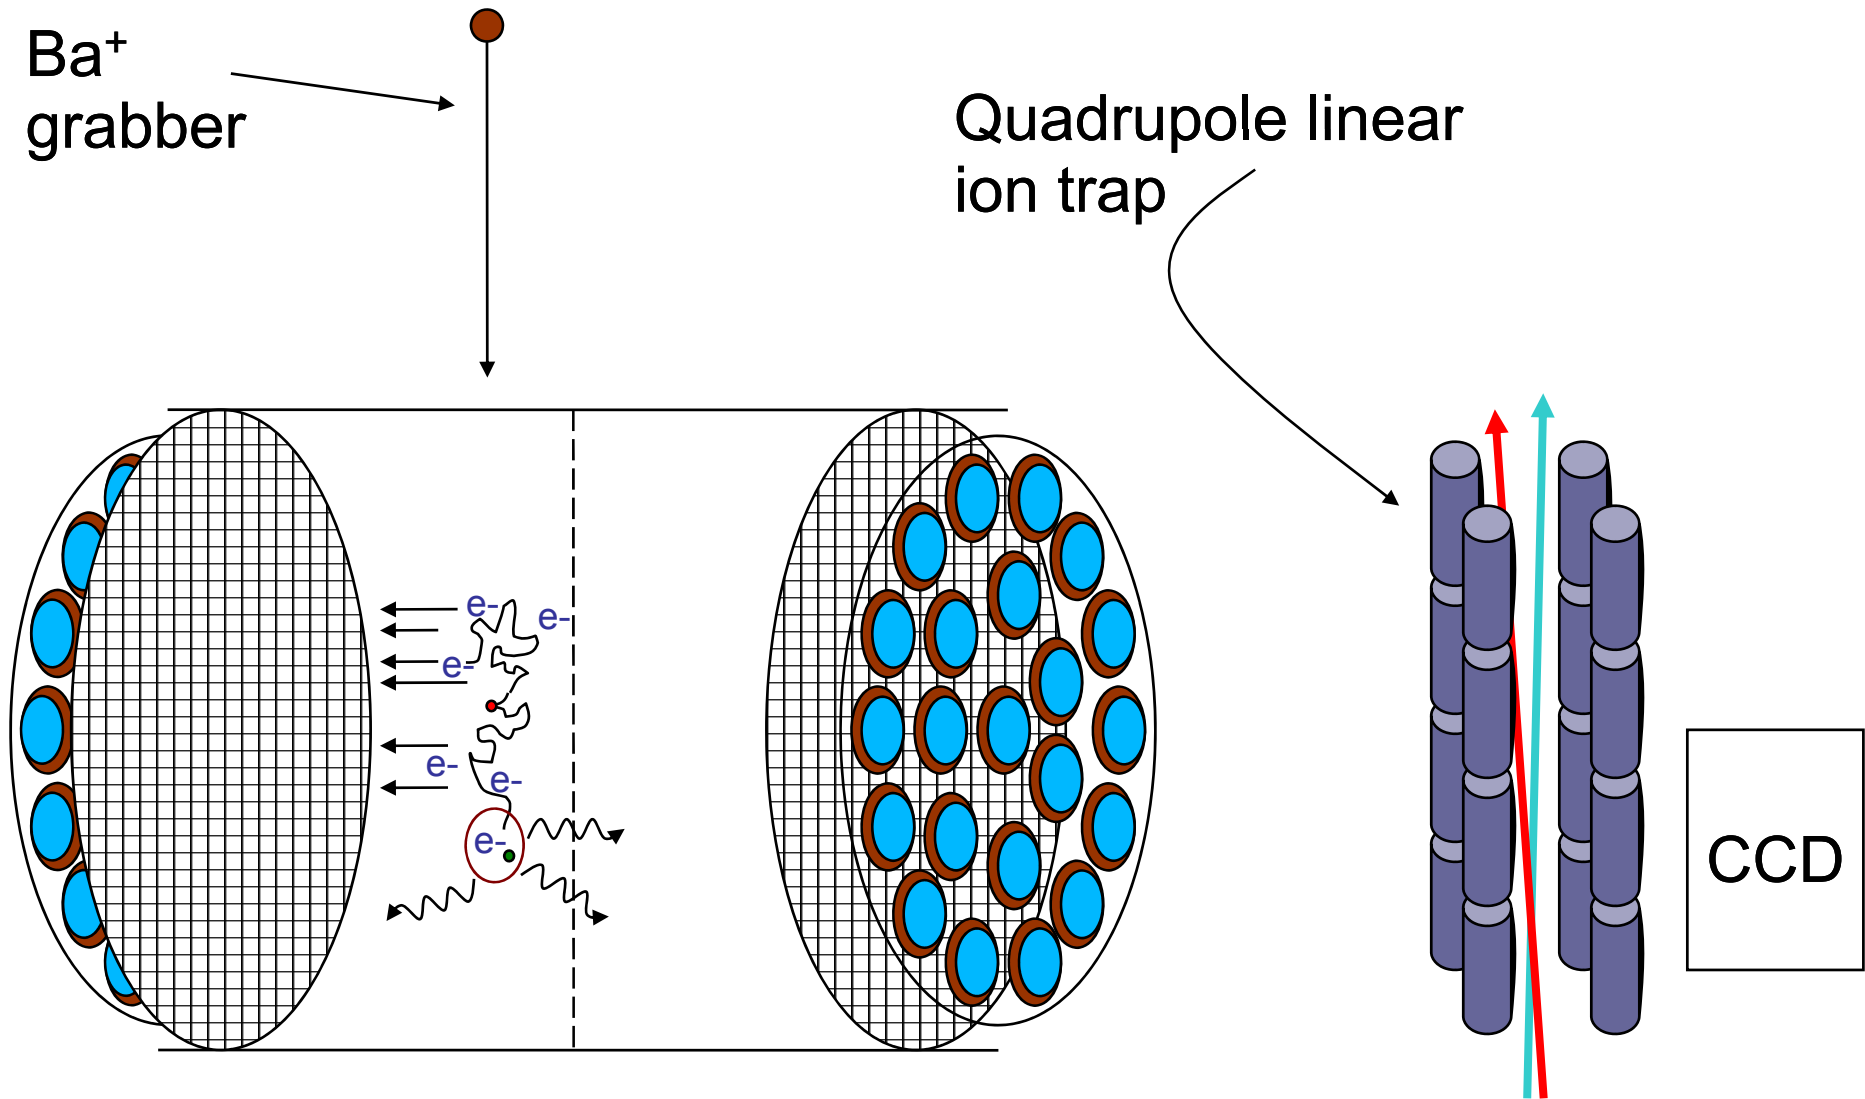 Ba⁺
grabber
Quadrupole linear
ion trap
e-
e-
e-
e-
e-
e-
CCD